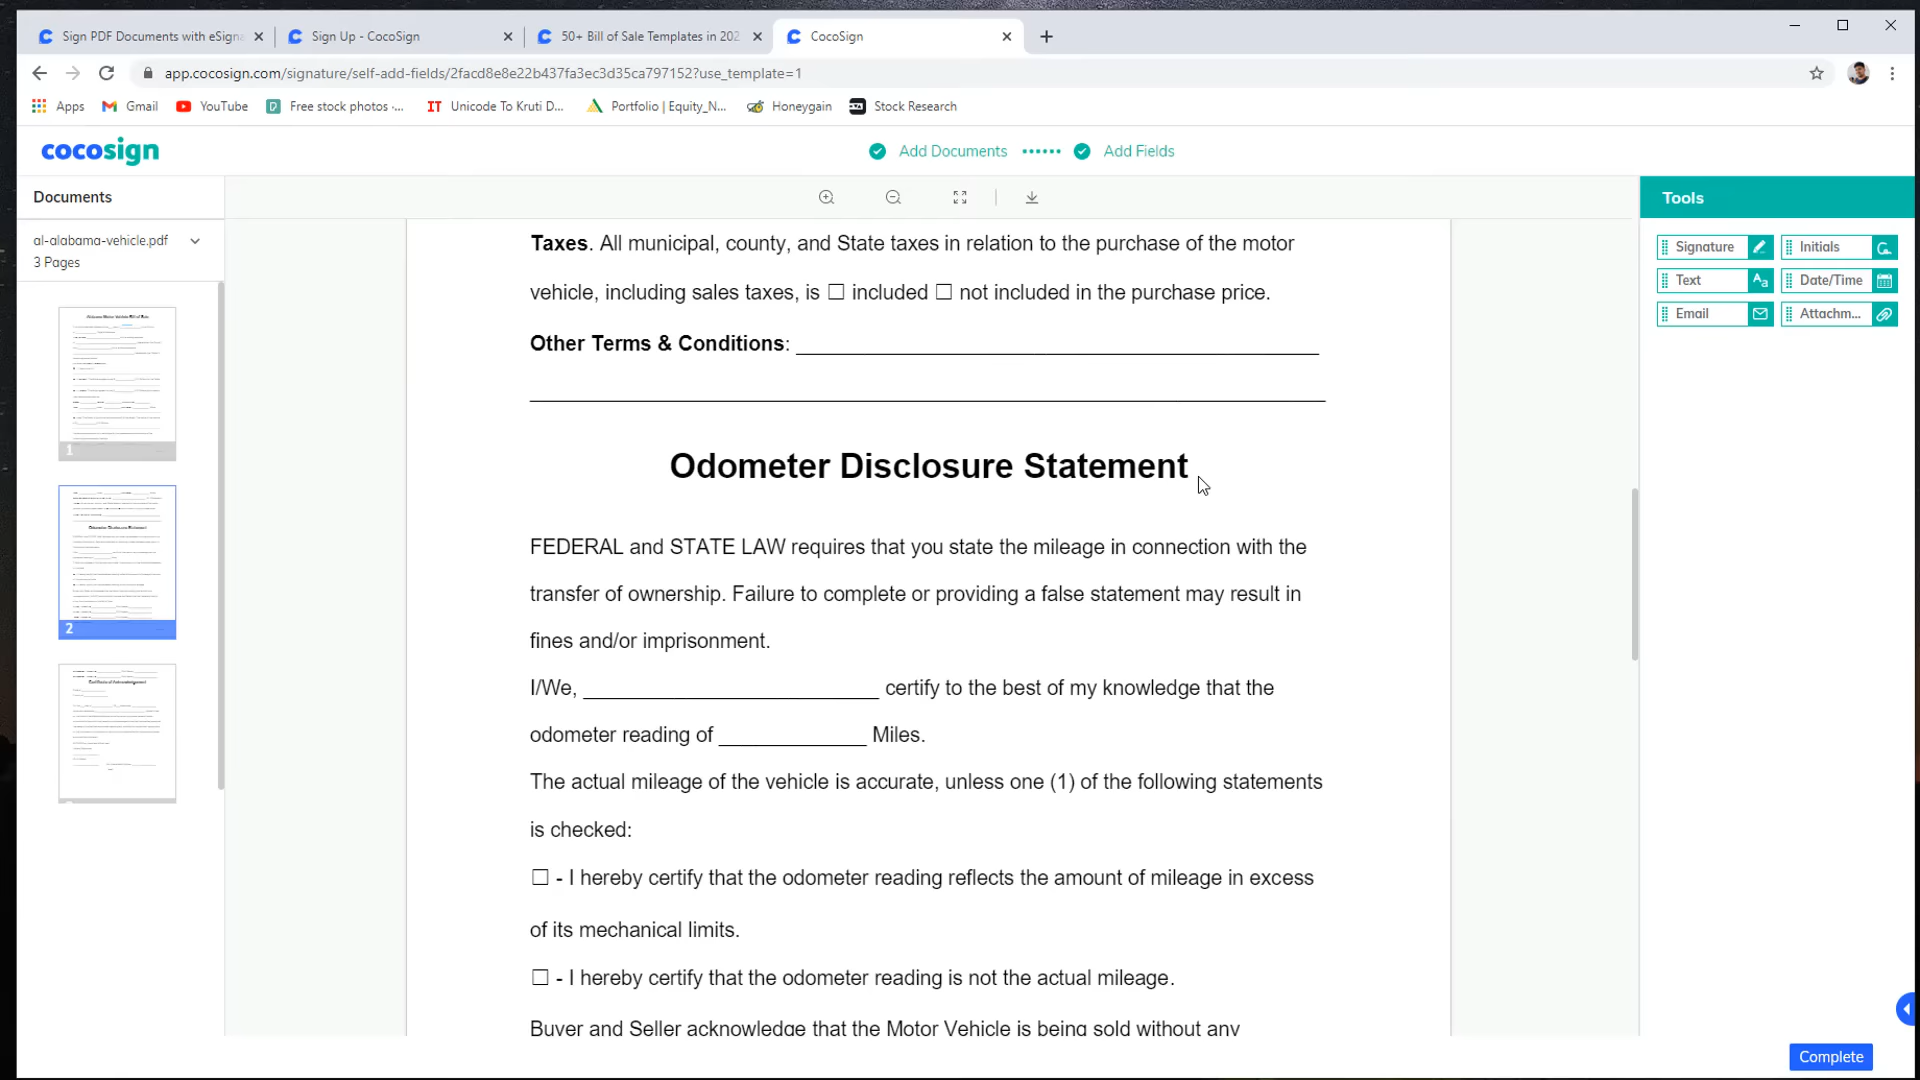 Sign PDF Documents with eSigna
Sign Up - CocoSign
50+ Bill of Sale Templates in 202
CocoSign
app.cocosign.com/signature/self-add-fields/2facd8e8e22b437fa3ec3d35ca797152?use_template=1
Apps
Gmail
YouTube
Free stock photos -...
IT Unicode To Kruti D...
Portfolio | Equity_N...
Honeygain
Stock Research
cocosign
Add Documents
Add Fields
Documents
al-alabama-vehicle.pdf
3 Pages
1
2
Taxes. All municipal, county, and State taxes in relation to the purchase of the motor
vehicle, including sales taxes, is ☐ included ☐ not included in the purchase price.
Other Terms & Conditions: ____________________
____________________
Odometer Disclosure Statement
FEDERAL and STATE LAW requires that you state the mileage in connection with the
transfer of ownership. Failure to complete or providing a false statement may result in
fines and/or imprisonment.
I/We, ____________________ certify to the best of my knowledge that the
odometer reading of ____________ Miles.
The actual mileage of the vehicle is accurate, unless one (1) of the following statements
is checked:
☐ - I hereby certify that the odometer reading reflects the amount of mileage in excess
of its mechanical limits.
☐ - I hereby certify that the odometer reading is not the actual mileage.
Buyer and Seller acknowledge that the Motor Vehicle is being sold without any
Tools
Signature
Initials
Text
Aa
Date/Time
Email
Attachm...
Complete